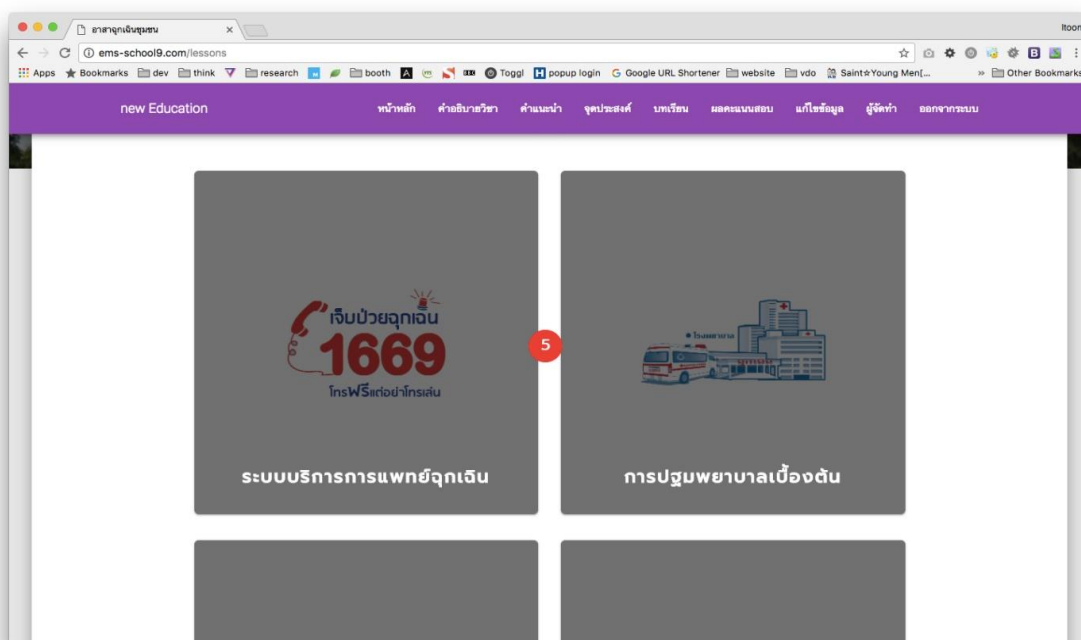 อาสาฉุกเฉินชุมชน
Itoon
ems-school9.com/lessons
Apps Bookmarks dev think research booth Toggl popup login Google URL Shortener website vdo Saint☆Young Men[... » Other Bookmarks
new Education หน้าหลัก คำอธิบายวิชา คำแนะนำ จุดประสงค์ บทเรียน ผลคะแนนสอบ แก้ไขข้อมูล ผู้จัดทำ ออกจากระบบ
เจ็บป่วยฉุกเฉิน
1669
โทรฟรีแต่อย่าโทรเล่น
5
โรงพยาบาล
ระบบบริการการแพทย์ฉุกเฉิน
การปฐมพยาบาลเบื้องต้น